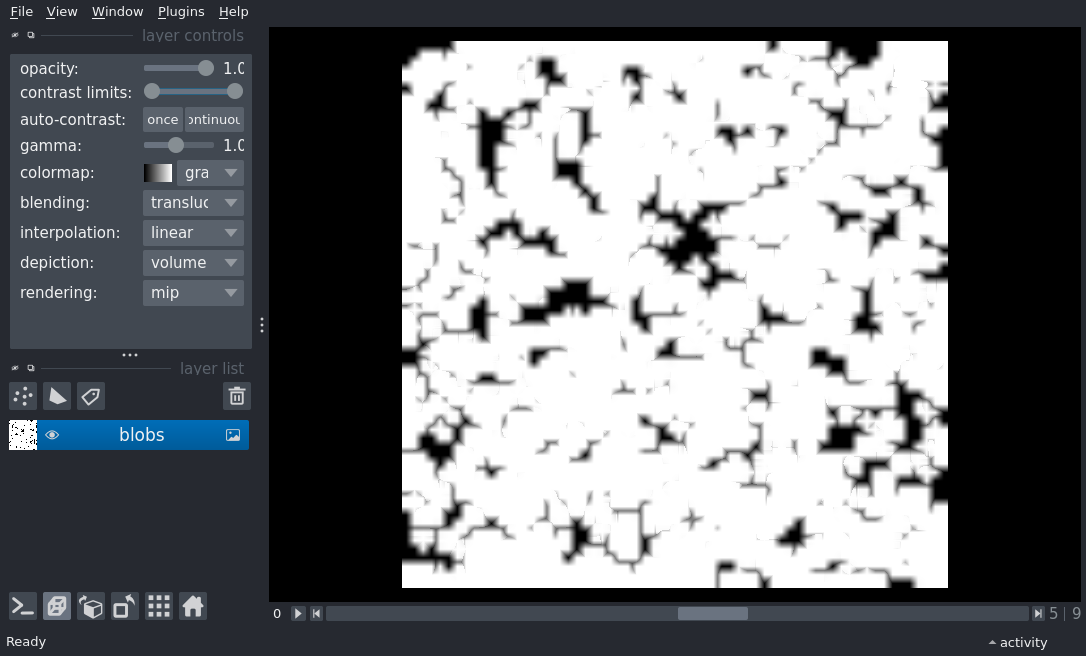 File View Window Plugins Help
layer controls
opacity: 1.0
contrast limits:
auto-contrast: once ontinuou
gamma: 1.0
colormap: gra
blending: transluc
interpolation: linear
depiction: volume
rendering: mip
layer list
blobs
0 5 | 9
Ready activity